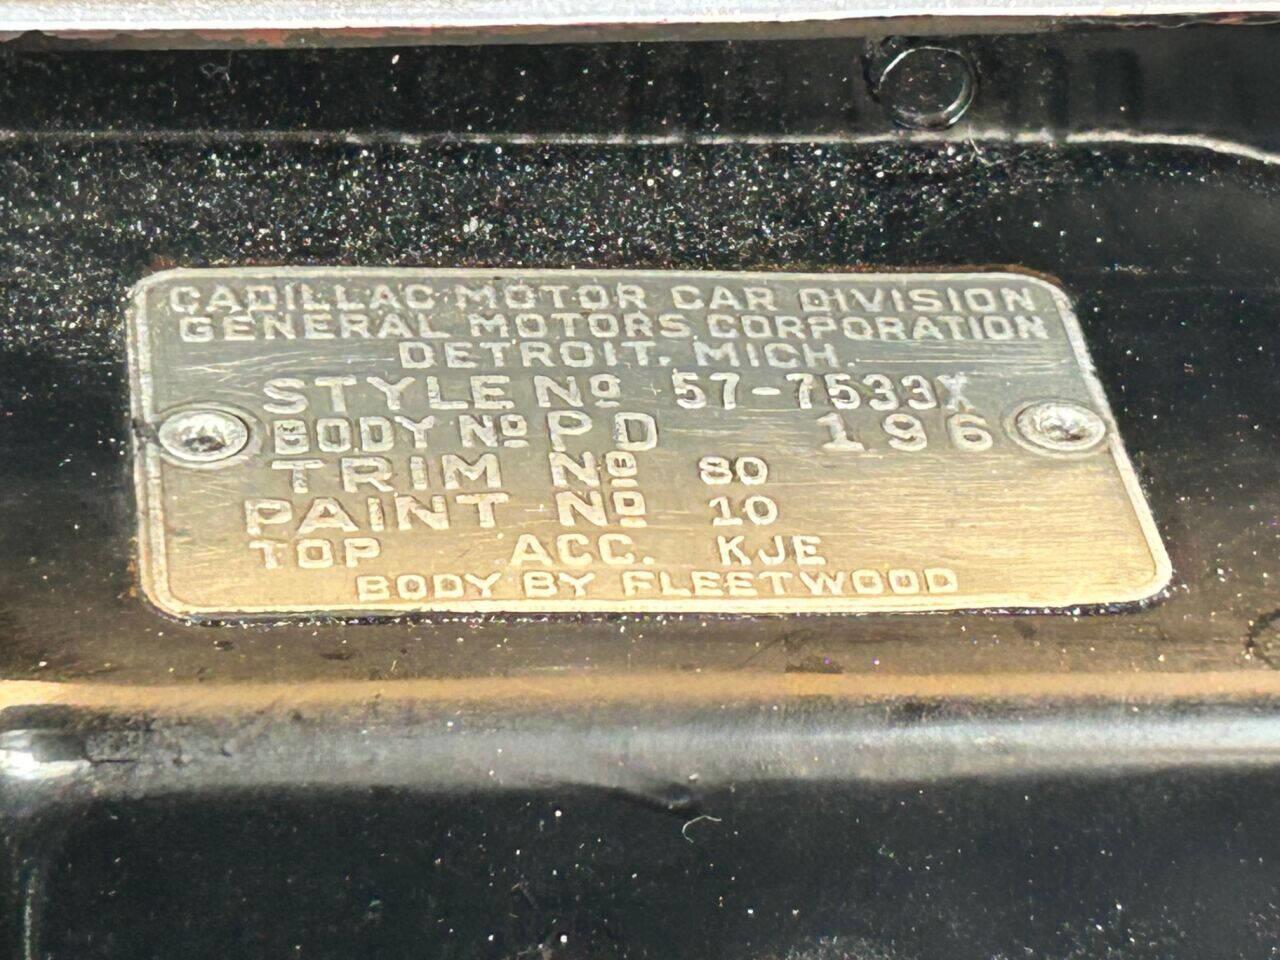 CADILLAC MOTOR CAR DIVISION
GENERAL MOTORS CORPORATION
DETROIT, MICH.
STYLE Nº 57-7533X
BODY Nº PD 196
TRIM Nº 80
PAINT Nº 10
TOP ACC. KJE
BODY BY FLEETWOOD